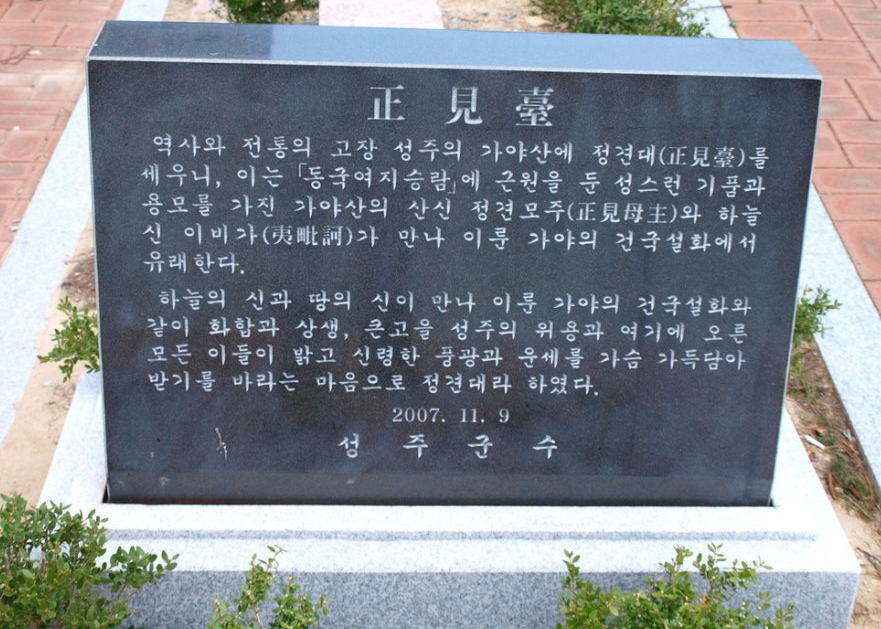 正見臺
역사와 전통의 고장 성주의 가야산에 정견대(正見臺)를
세우니, 이는 「동국여지승람」에 근원을 둔 성스런 기품과
용모를 가진 가야산의 산신 정견모주(正見母主)와 하늘
신 이비가(夷毗訶)가 만나 이룬 가야의 건국설화에서
유래한다.
하늘의 신과 땅의 신이 만나 이룬 가야의 건국설화와
같이 화합과 상생, 큰고을 성주의 위용과 여기에 오른
모든 이들이 밝고 신령한 풍광과 운세를 가슴 가득담아
받기를 바라는 마음으로 정견대라 하였다.
2007. 11. 9
성주군수